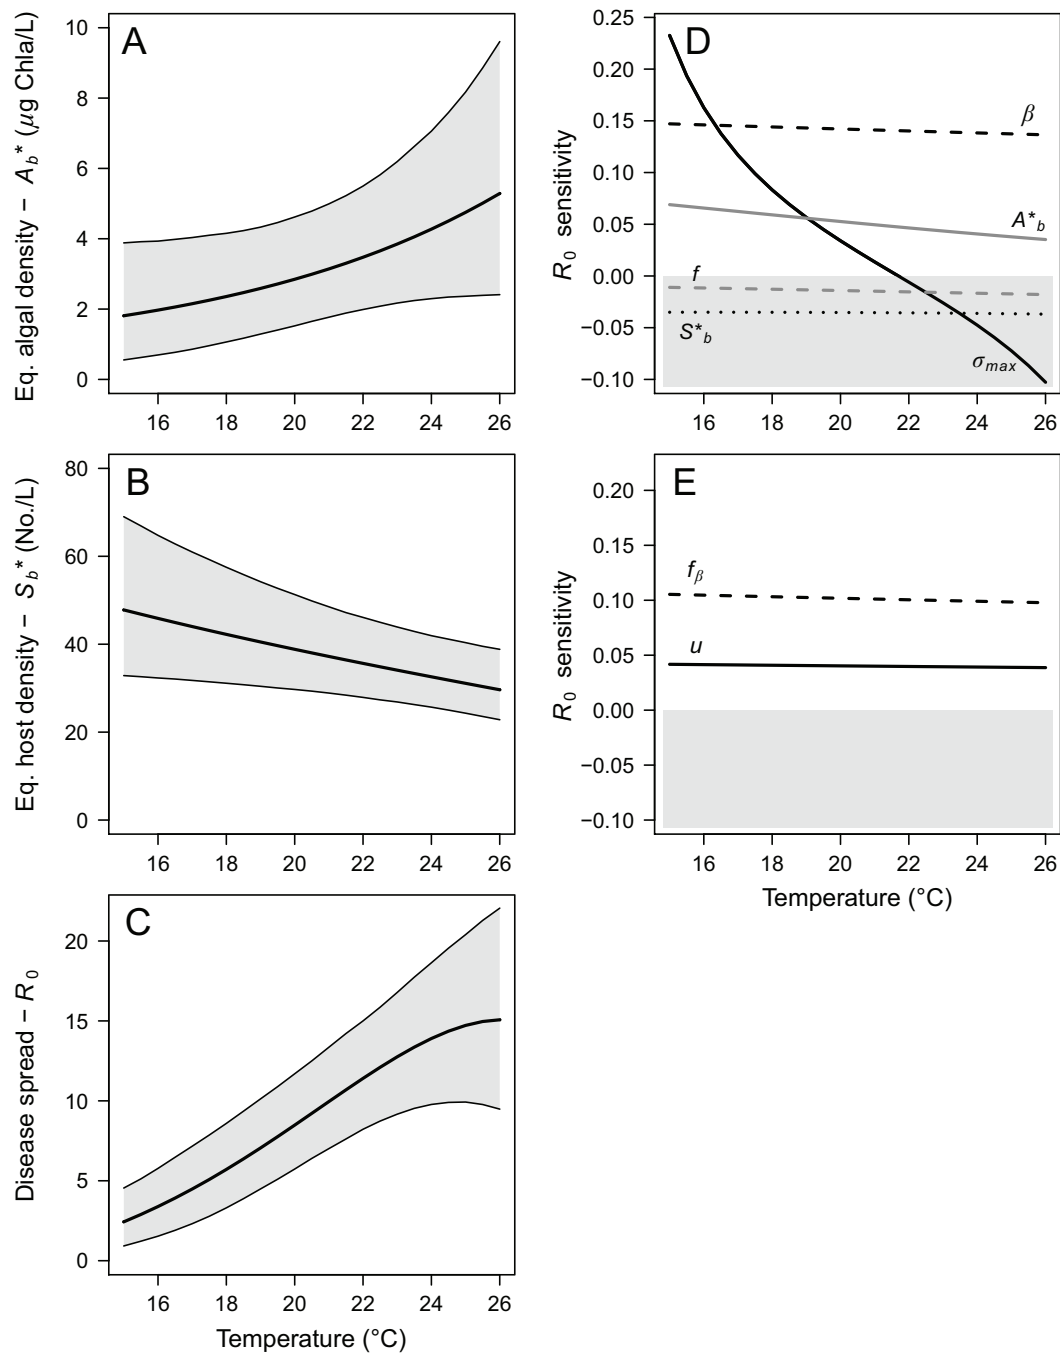 A
Eq. algal density − A_b* (μg Chla/L)
10
8
6
4
2
0
16 18 20 22 24 26
B
Eq. host density − S_b* (No./L)
80
60
40
20
0
16 18 20 22 24 26
C
Disease spread − R_0
20
15
10
5
0
16 18 20 22 24 26
Temperature (°C)
D
R_0 sensitivity
0.25
0.20
0.15
0.10
0.05
0.00
−0.05
−0.10
β
A*_b
f
S*_b
σ_max
16 18 20 22 24 26
E
R_0 sensitivity
0.20
0.15
0.10
0.05
0.00
−0.05
−0.10
f_β
u
16 18 20 22 24 26
Temperature (°C)